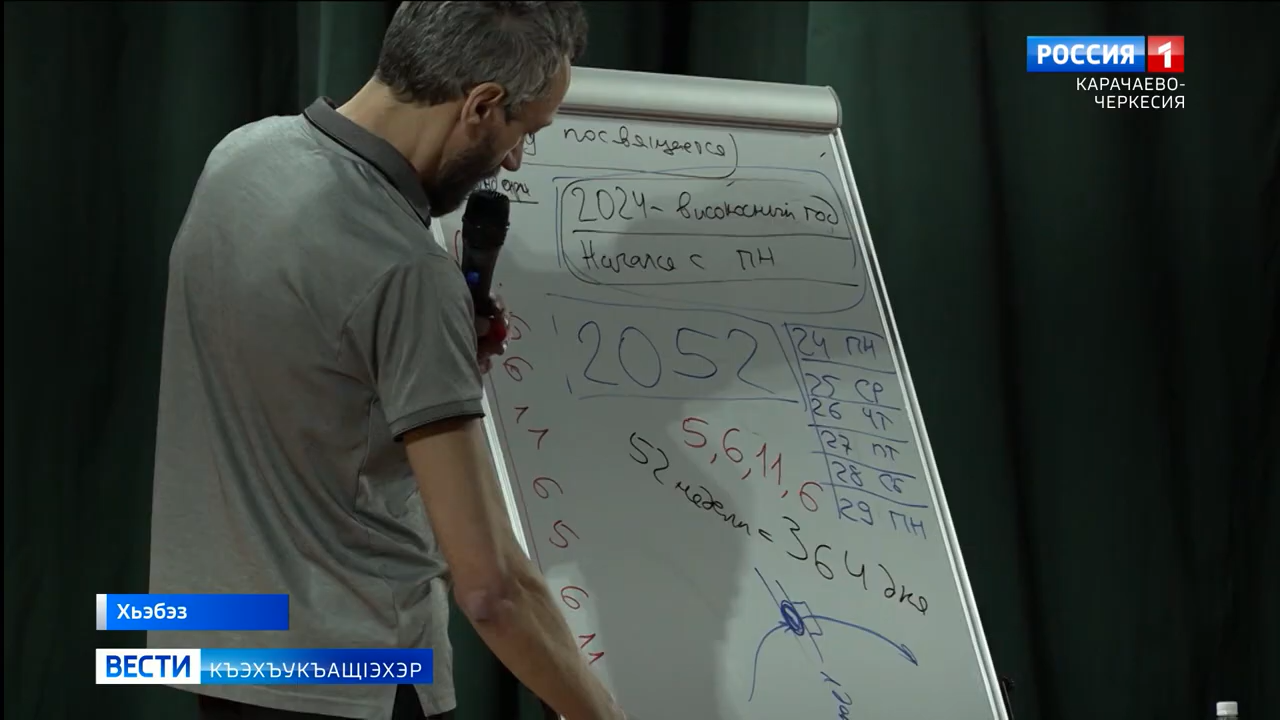 РОССИЯ 1
КАРАЧАЕВО-
ЧЕРКЕСИЯ
у посвящается)
2024 - високосный год
Начался с ПН
2052
24 ПН
25 СР
26 ЧТ
27 ПТ
28 СБ
29 ПН
5, 6, 11, 6
52 недели = 364 дня
5
6
11
6
5
6
11
Хьэбэз
ВЕСТИ КЪЭХЪУКЪАЩІЭХЭР